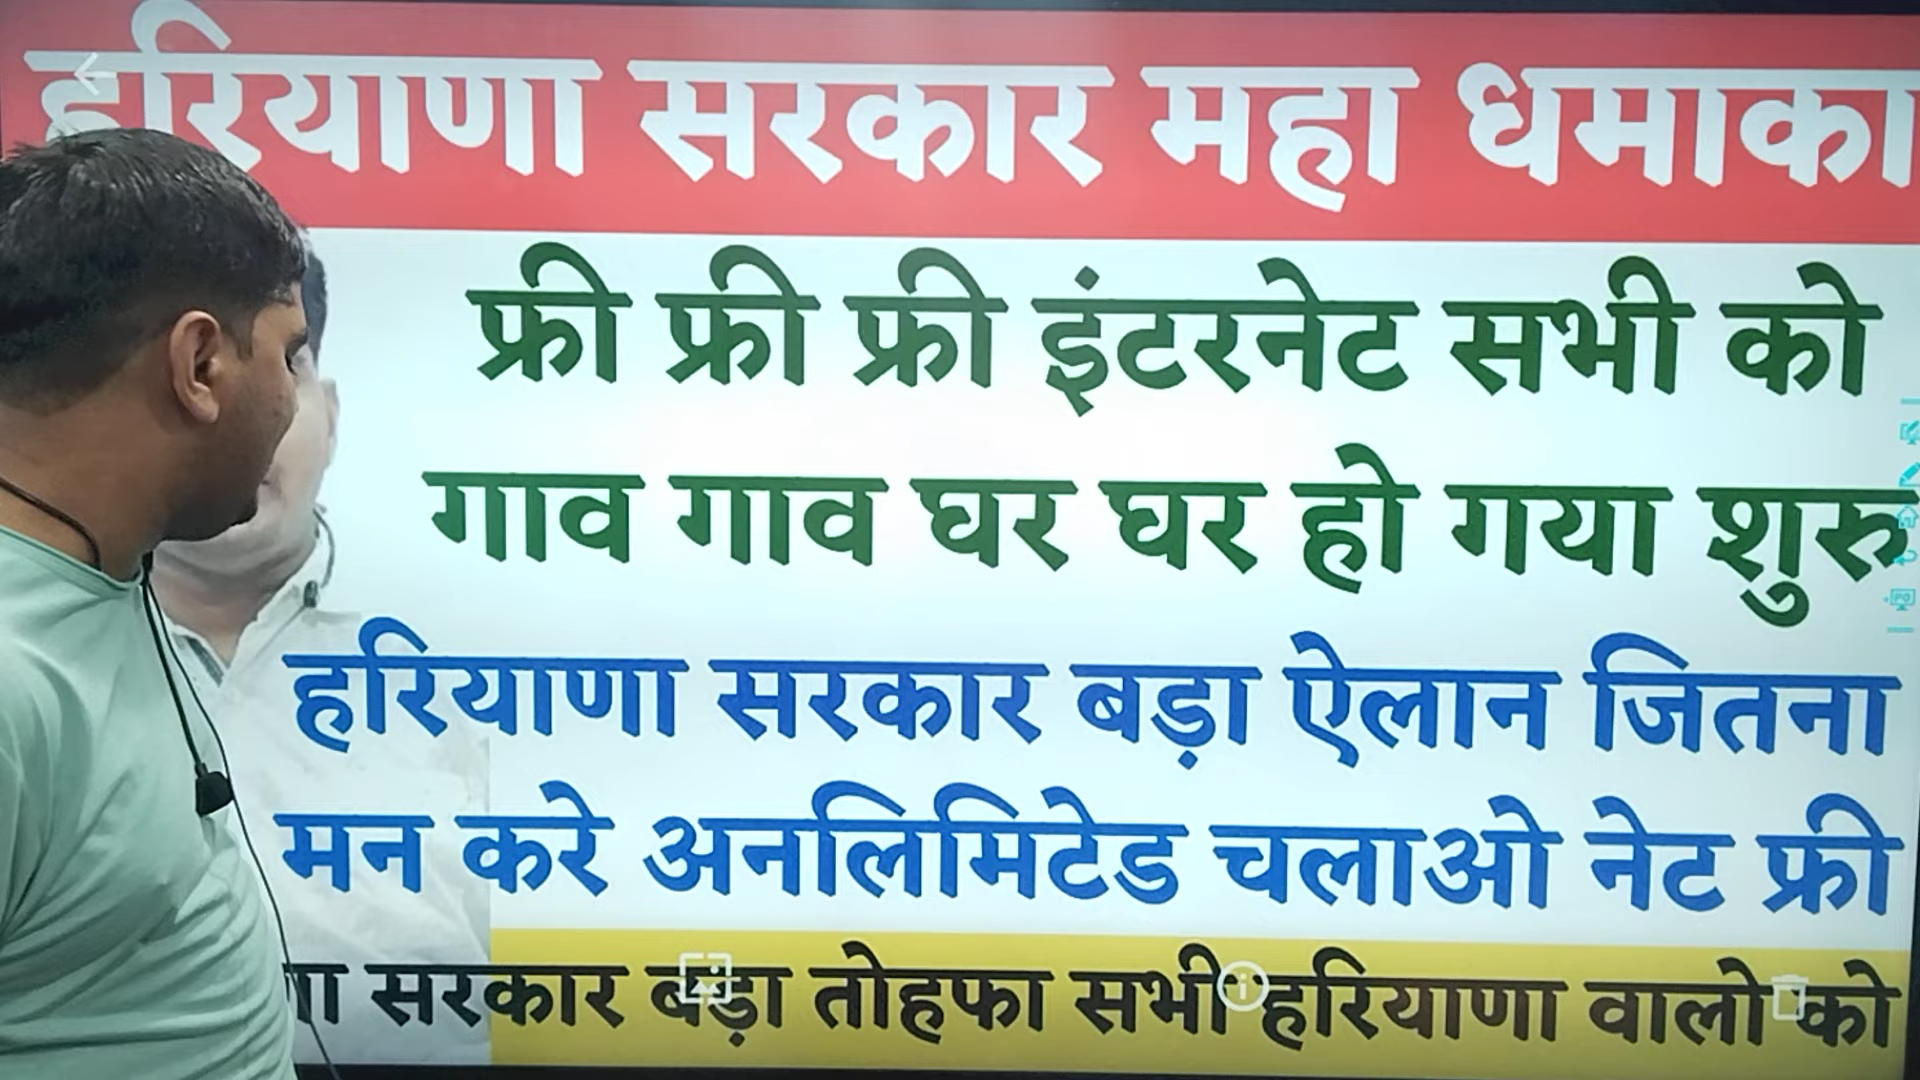 हरियाणा सरकार महा धमाका
फ्री फ्री फ्री इंटरनेट सभी को
गाव गाव घर घर हो गया शुरु
हरियाणा सरकार बड़ा ऐलान जितना
मन करे अनलिमिटेड चलाओ नेट फ्री
सरकार बड़ा तोहफा सभी हरियाणा वालो को